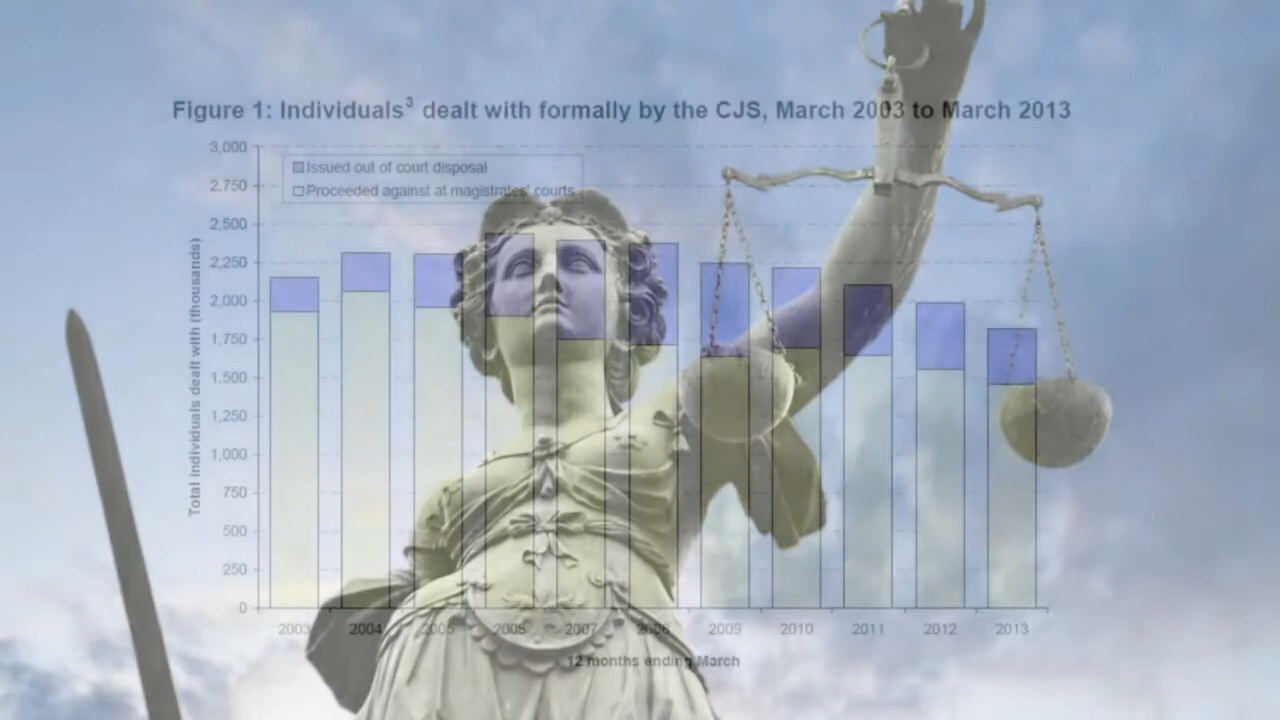 Figure 1: Individuals³ dealt with formally by the CJS, March 2003 to March 2013
3,000
Issued out of court disposal
2,750
Proceeded against at magistrates' courts
2,500
2,250
2,000
1,750
1,500
1,250
1,000
750
500
250
0
Total individuals dealt with (thousands)
2003 2004 2005 2006 2007 2008 2009 2010 2011 2012 2013
12 months ending March